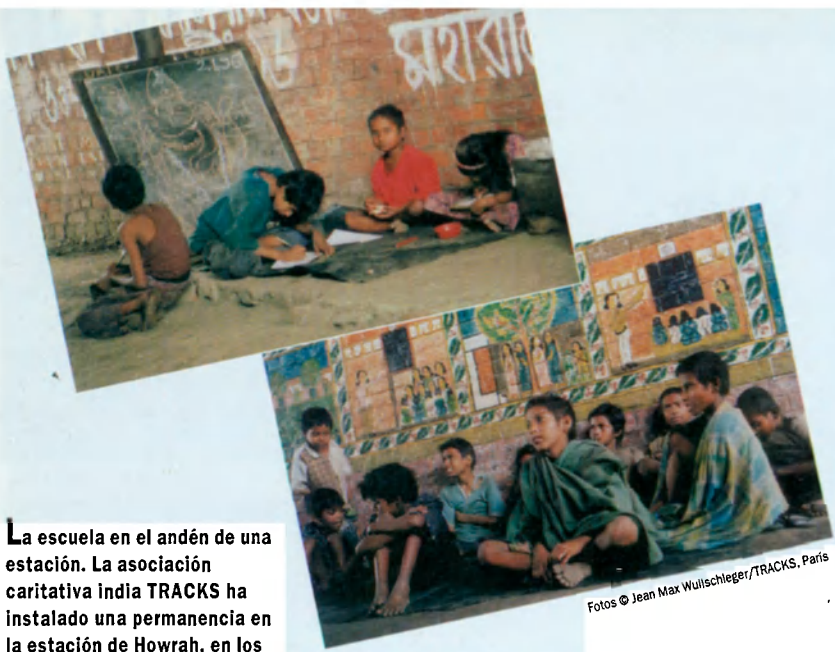 মহারা
La escuela en el andén de una
estación. La asociación
caritativa india TRACKS ha
instalado una permanencia en
la estación de Howrah, en los
Fotos © Jean Max Wullschleger/TRACKS, París